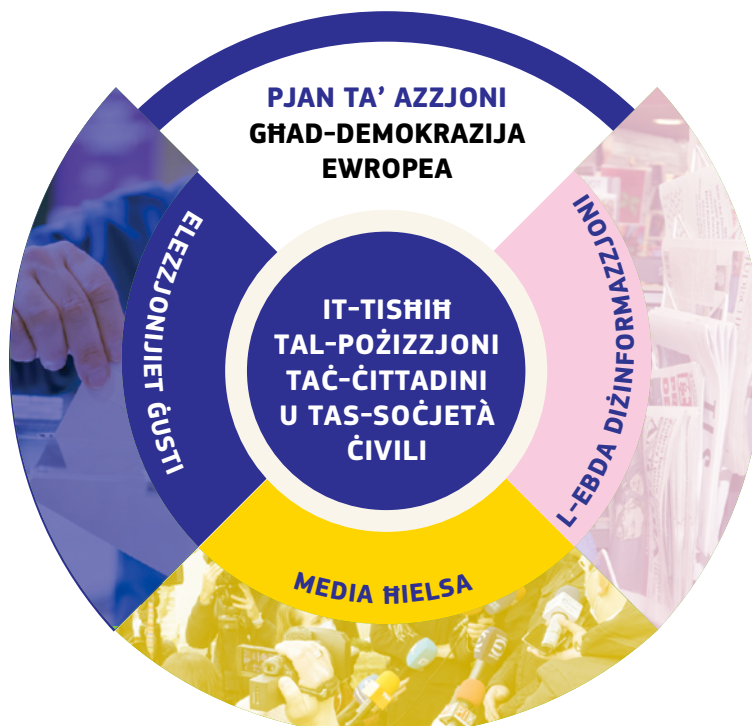 PJAN TA' AZZJONI
GĦAD-DEMOKRAZIJA
EWROPEA
ELEZZJONIJIET ĠUSTI
IT-TISĦIĦ
TAL-POŻIZZJONI
TAĊ-ĊITTADINI
U TAS-SOĊJETÀ
ĊIVILI
L-EBDA DIŻINFORMAZZJONI
MEDIA ĦIELSA